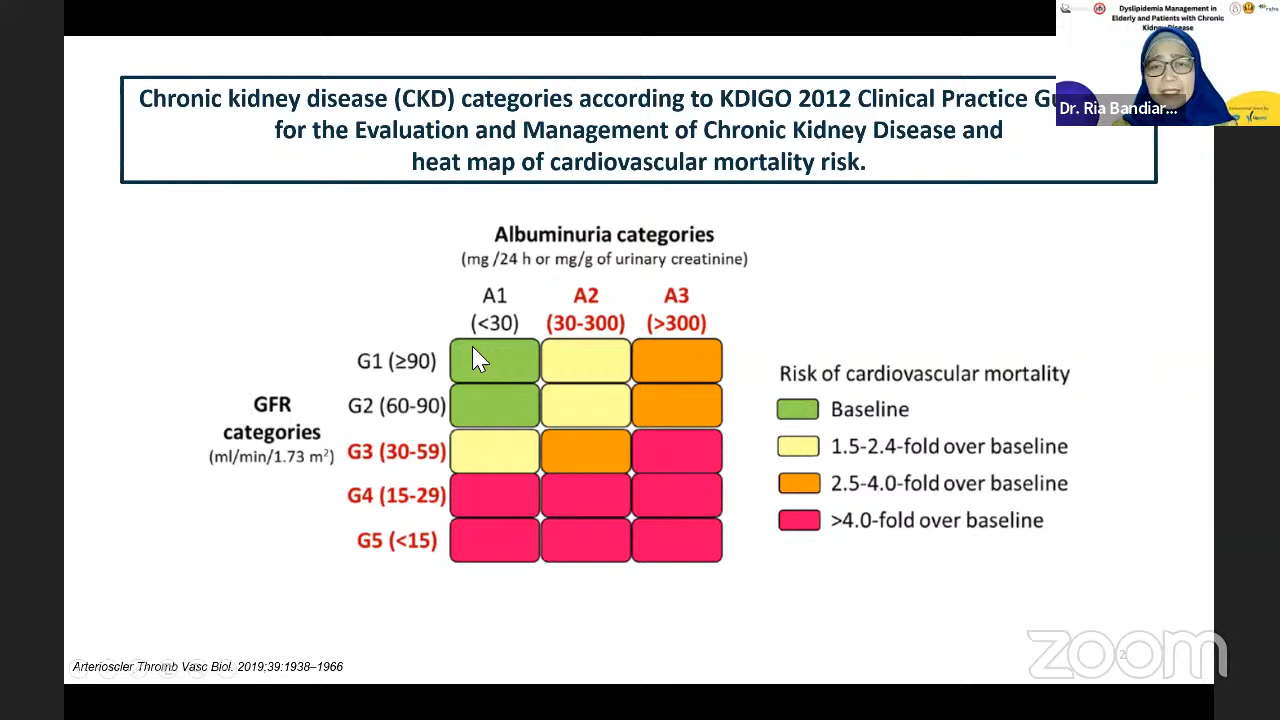 Dyslipidemia Management in
Elderly and Patients with Chronic
Kidney Disease
Dr. Ria Bandiar...
Chronic kidney disease (CKD) categories according to KDIGO 2012 Clinical Practice
for the Evaluation and Management of Chronic Kidney Disease and
heat map of cardiovascular mortality risk.
Albuminuria categories
(mg /24 h or mg/g of urinary creatinine)
A1 A2 A3
(<30) (30-300) (>300)
G1 (≥90)
G2 (60-90)
GFR
categories
(ml/min/1.73 m²)
G3 (30-59)
G4 (15-29)
G5 (<15)
Risk of cardiovascular mortality
Baseline
1.5-2.4-fold over baseline
2.5-4.0-fold over baseline
>4.0-fold over baseline
Arterioscler Thromb Vasc Biol. 2019;39:1938–1966
zoom